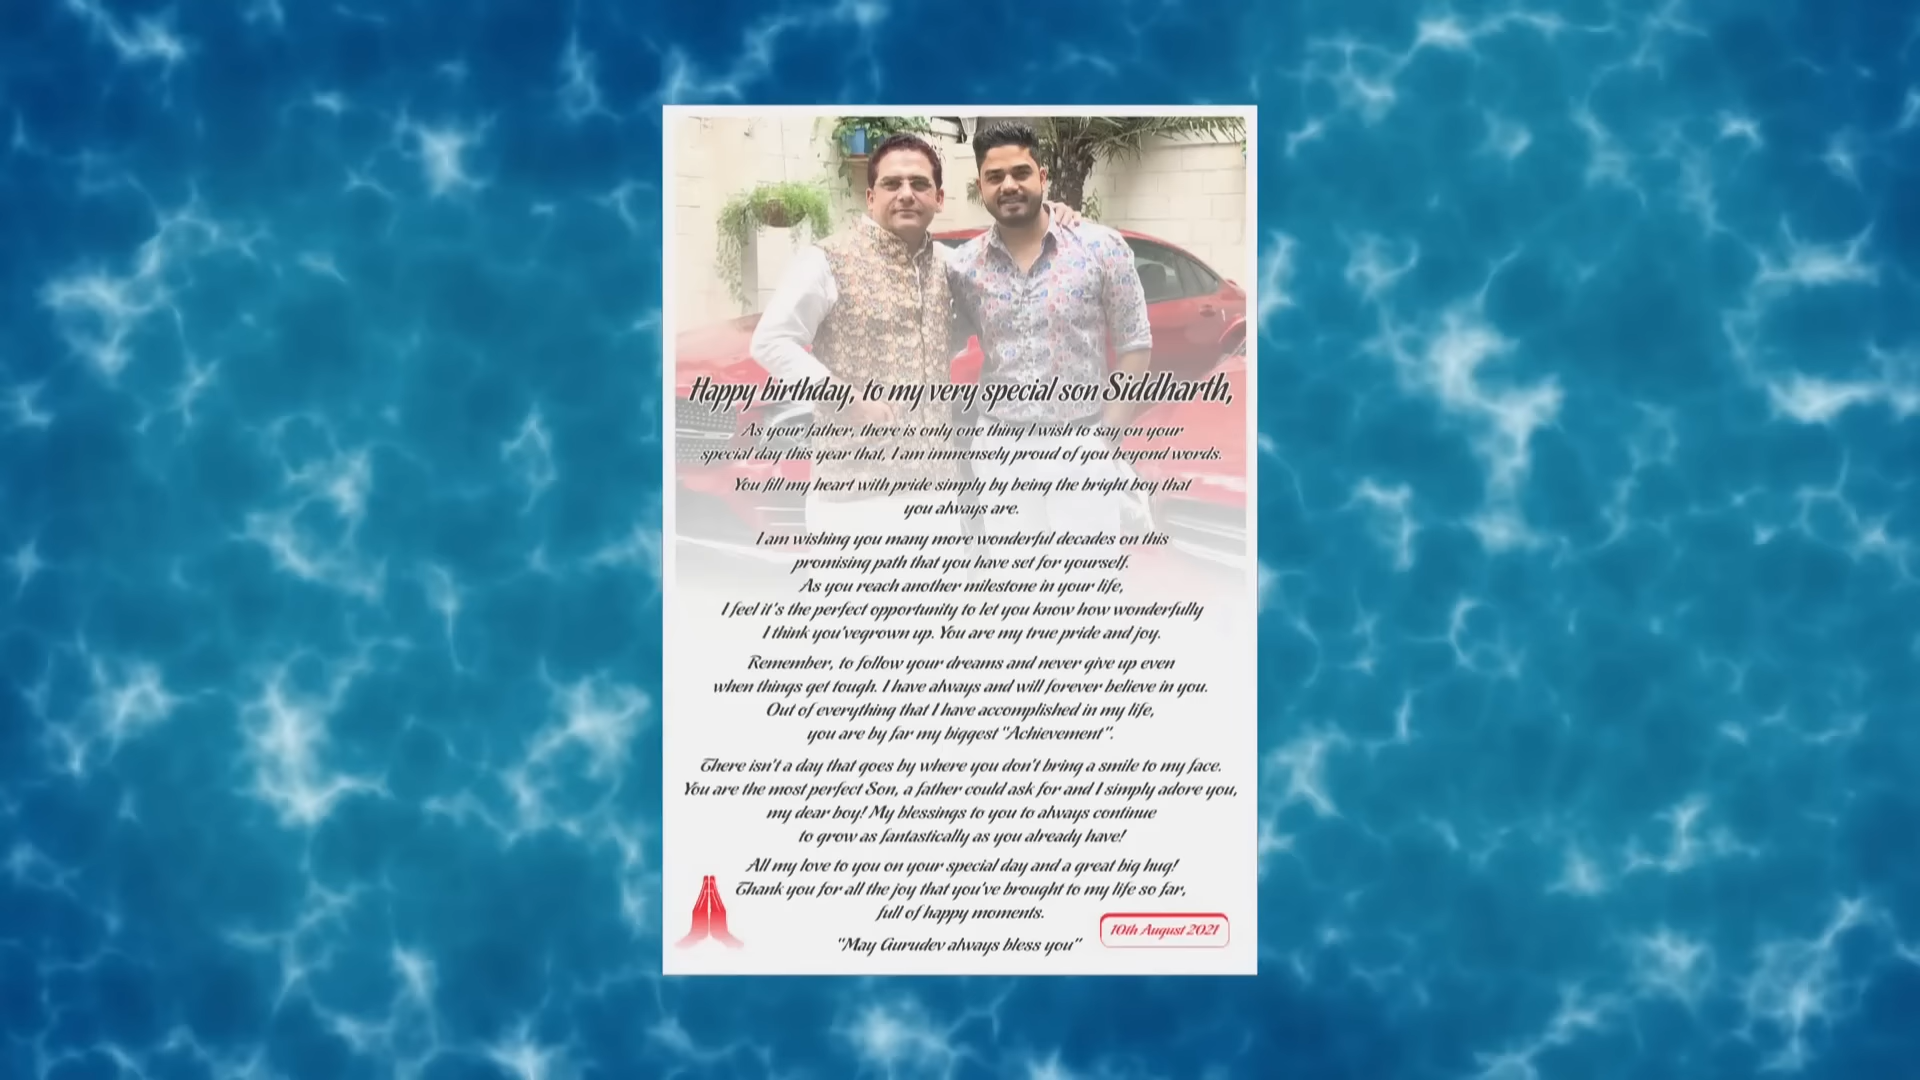 Happy birthday, to my very special son Siddharth,
As your father, there is only one thing I wish to say on your
special day this year that, I am immensely proud of you beyond words.
You fill my heart with pride simply by being the bright boy that
you always are.
I am wishing you many more wonderful decades on this
promising path that you have set for yourself.
As you reach another milestone in your life,
I feel it's the perfect opportunity to let you know how wonderfully
I think you'vegrown up. You are my true pride and joy.
Remember, to follow your dreams and never give up even
when things get tough. I have always and will forever believe in you.
Out of everything that I have accomplished in my life,
you are by far my biggest "Achievement".
There isn't a day that goes by where you don't bring a smile to my face.
You are the most perfect Son, a father could ask for and I simply adore you,
my dear boy! My blessings to you to always continue
to grow as fantastically as you already have!
All my love to you on your special day and a great big hug!
Thank you for all the joy that you've brought to my life so far,
full of happy moments.
10th August 2021
"May Gurudev always bless you"